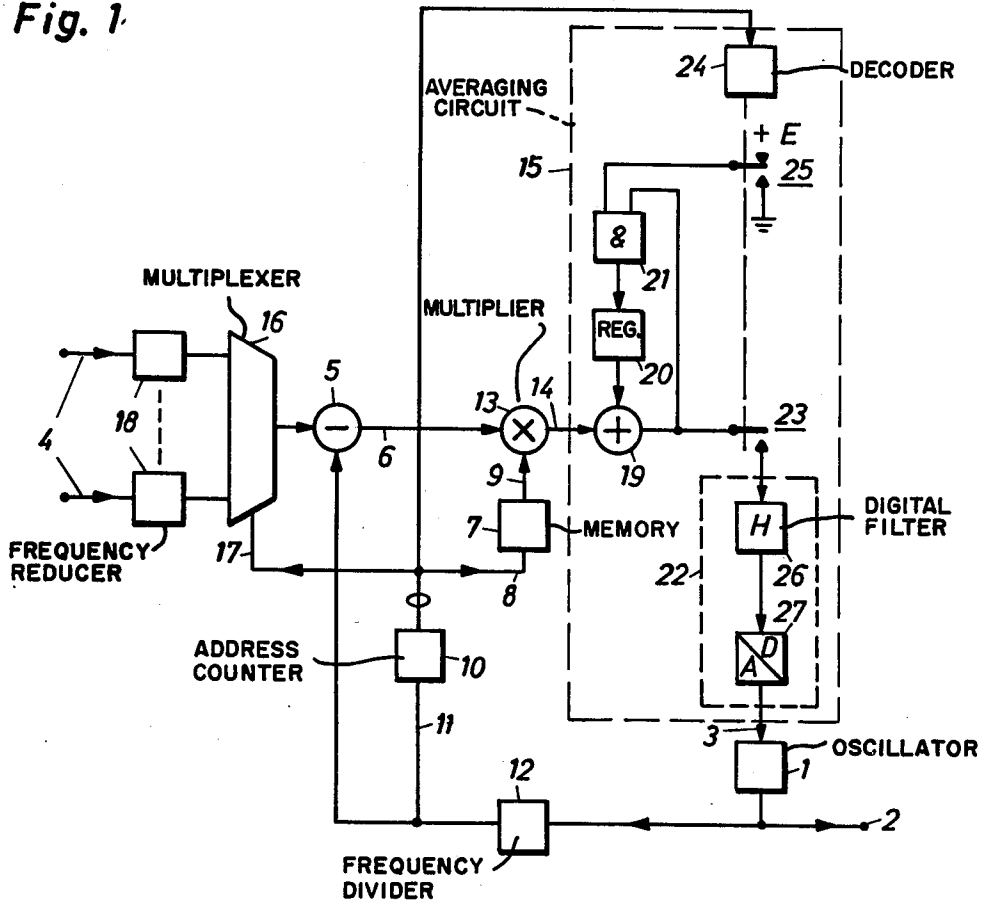 Fig. 1
24
DECODER
AVERAGING
CIRCUIT
+ E
15
25
&
21
MULTIPLEXER
16
MULTIPLIER
REG.
20
5
13
14
23
18
4
−
6
×
+
19
9
7
MEMORY
H
DIGITAL
FILTER
FREQUENCY
REDUCER
17
8
22
26
27
ADDRESS
COUNTER
10
D
A
11
3
OSCILLATOR
1
12
2
FREQUENCY
DIVIDER